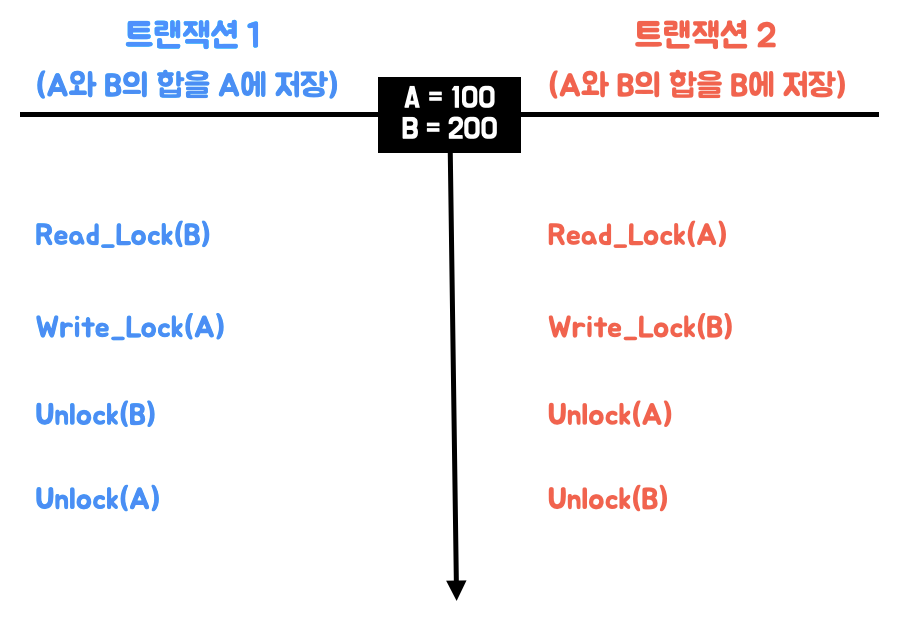 트랜잭션 1
(A와 B의 합을 A에 저장)
트랜잭션 2
(A와 B의 합을 B에 저장)
A = 100
B = 200
Read_Lock(B)
Write_Lock(A)
Unlock(B)
Unlock(A)
Read_Lock(A)
Write_Lock(B)
Unlock(A)
Unlock(B)